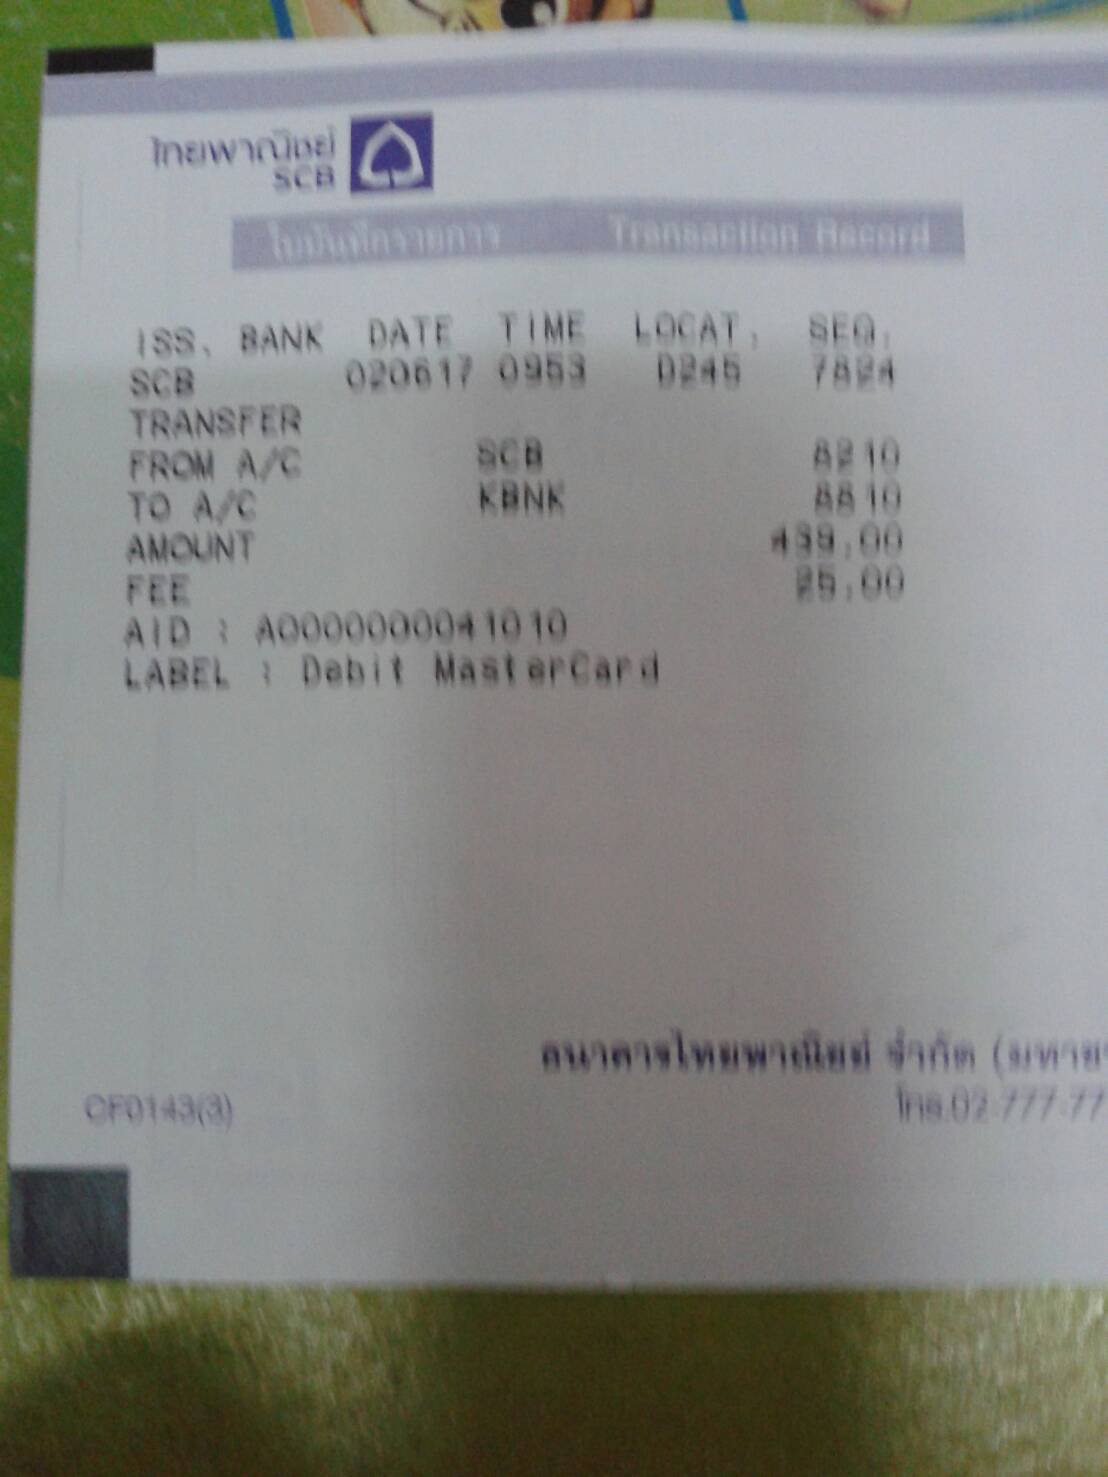 ไทยพาณิชย์
SCB
ใบบันทึกรายการ Transaction Record
ISS. BANK DATE TIME LOCAT. SEQ.
SCB 020617 0953 D245 7824
TRANSFER
FROM A/C SCB 8210
TO A/C KBNK 8810
AMOUNT 439.00
FEE 25.00
AID : A0000000041010
LABEL : Debit MasterCard
ธนาคารไทยพาณิชย์ จำกัด (มหาช
CF0143(3) โทร.02-777-77